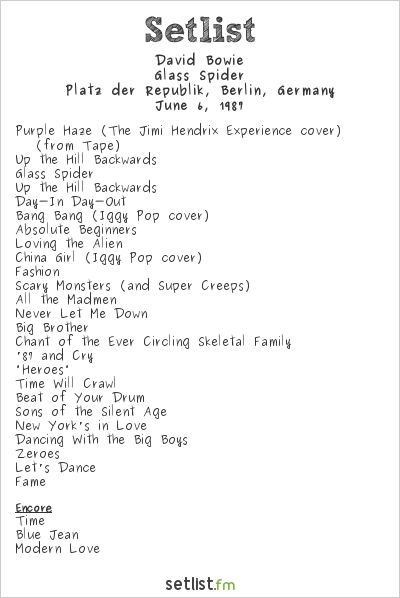 Setlist
David Bowie
Glass Spider
Platz der Republik, Berlin, Germany
June 6, 1987
Purple Haze (The Jimi Hendrix Experience cover)
(from Tape)
Up the Hill Backwards
Glass Spider
Up the Hill Backwards
Day-In Day-Out
Bang Bang (Iggy Pop cover)
Absolute Beginners
Loving the Alien
China Girl (Iggy Pop cover)
Fashion
Scary Monsters (and Super Creeps)
All the Madmen
Never Let Me Down
Big Brother
Chant of the Ever Circling Skeletal Family
'87 and Cry
"Heroes"
Time Will Crawl
Beat of Your Drum
Sons of the Silent Age
New York's in Love
Dancing With the Big Boys
Zeroes
Let's Dance
Fame
Encore
Time
Blue Jean
Modern Love
setlist.fm